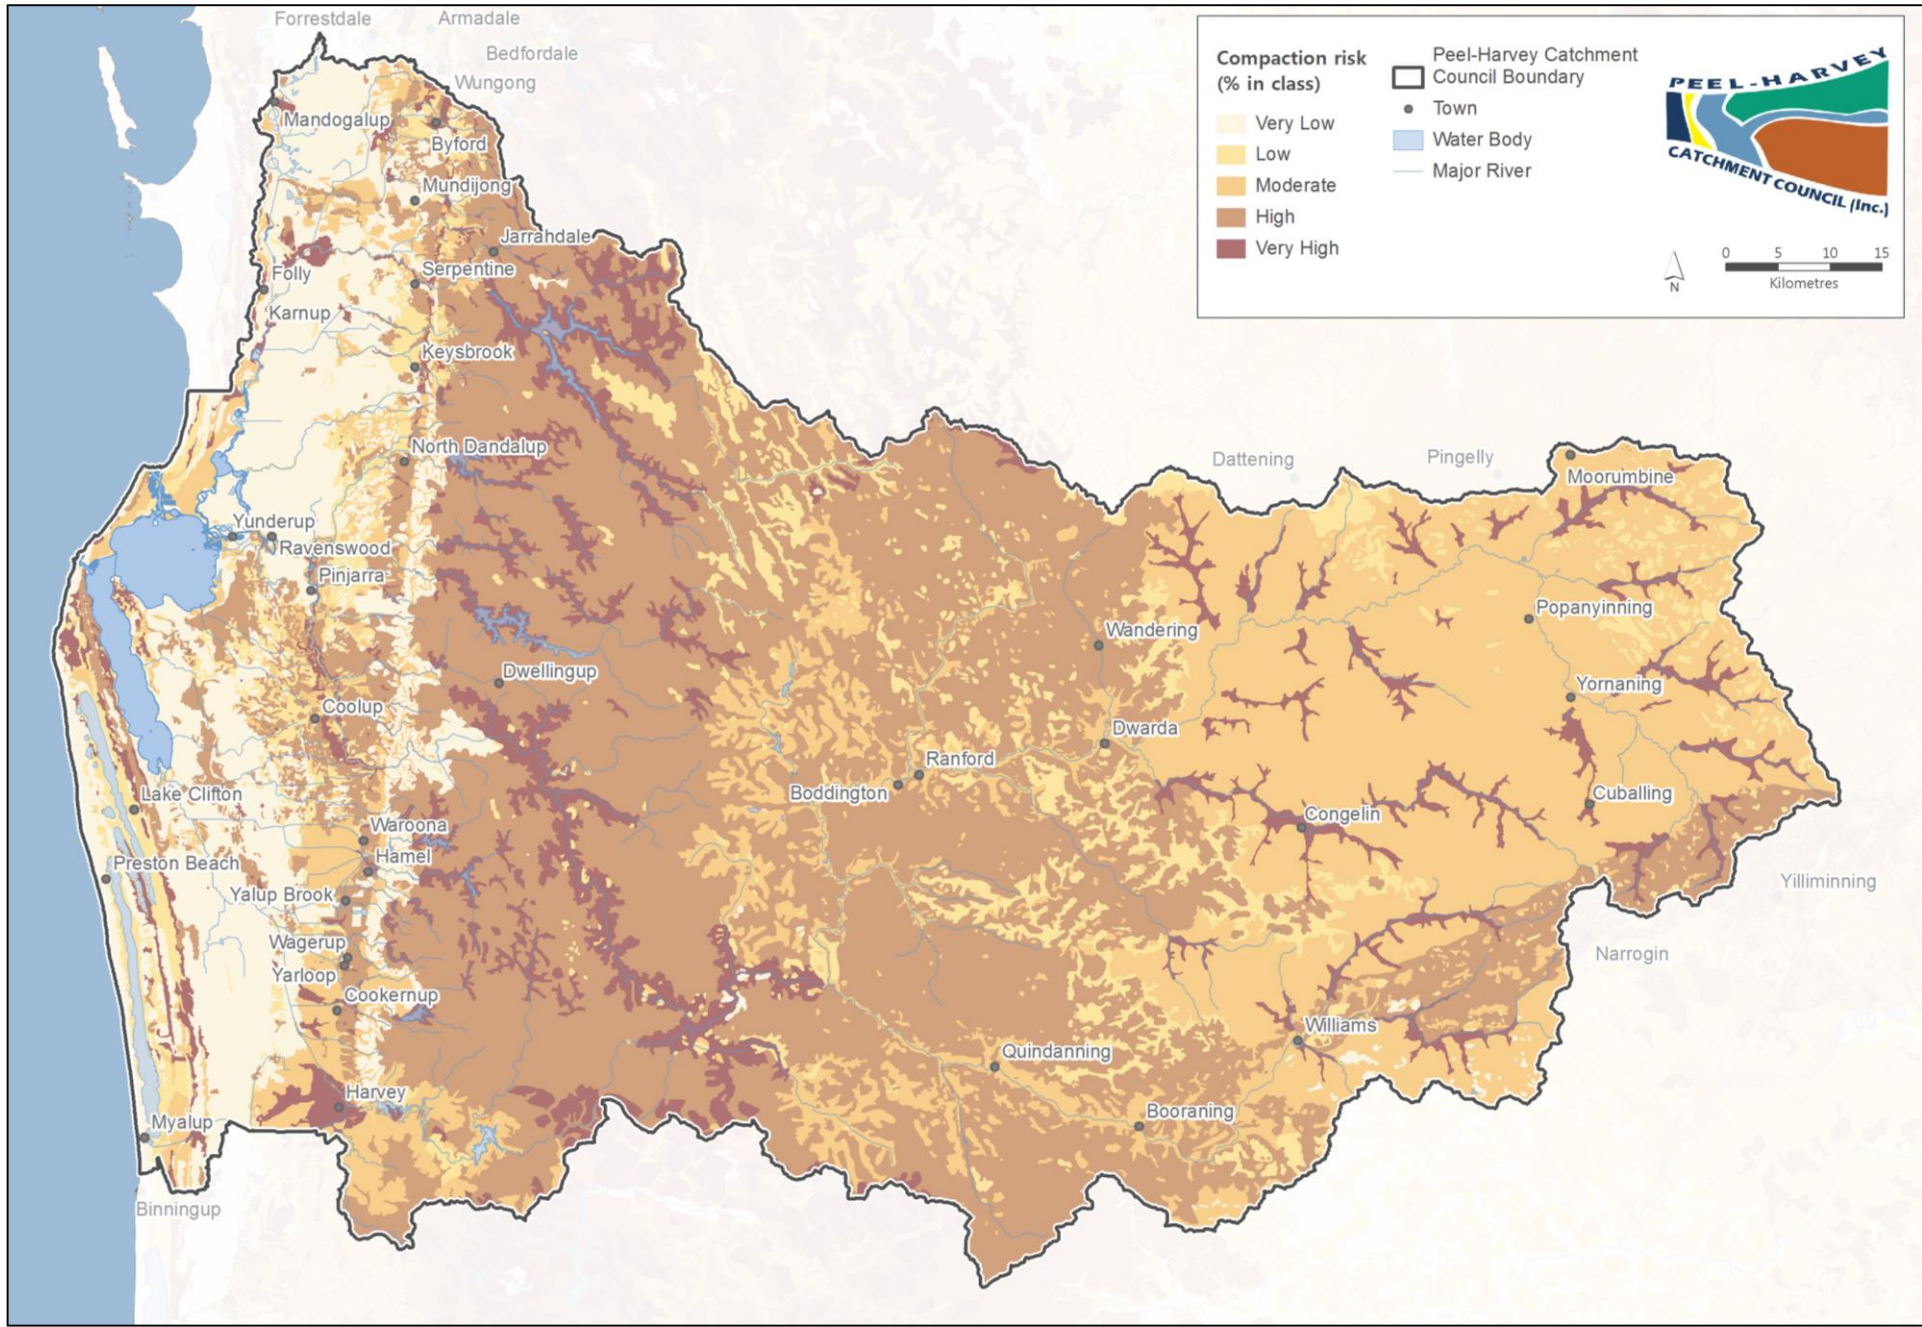 Forrestdale
Armadale
Bedfordale
Wungong
Mandogalup
Byford
Mundijong
Jarrahdale
Folly
Serpentine
Karnup
Keysbrook
North Dandalup
Yunderup
Ravenswood
Pinjarra
Dwellingup
Coolup
Lake Clifton
Waroona
Hamel
Preston Beach
Yalup Brook
Wagerup
Yarloop
Cookernup
Harvey
Myalup
Binningup
Dattening
Pingelly
Moorumbine
Wandering
Popanyinning
Yornaning
Dwarda
Ranford
Boddington
Cuballing
Congelin
Yilliminning
Narrogin
Williams
Quindanning
Booraning
Compaction risk
(% in class)
Very Low
Low
Moderate
High
Very High
Peel-Harvey Catchment
Council Boundary
Town
Water Body
Major River
PEEL-HARVEY
CATCHMENT COUNCIL (Inc.)
N
0 5 10 15
Kilometres